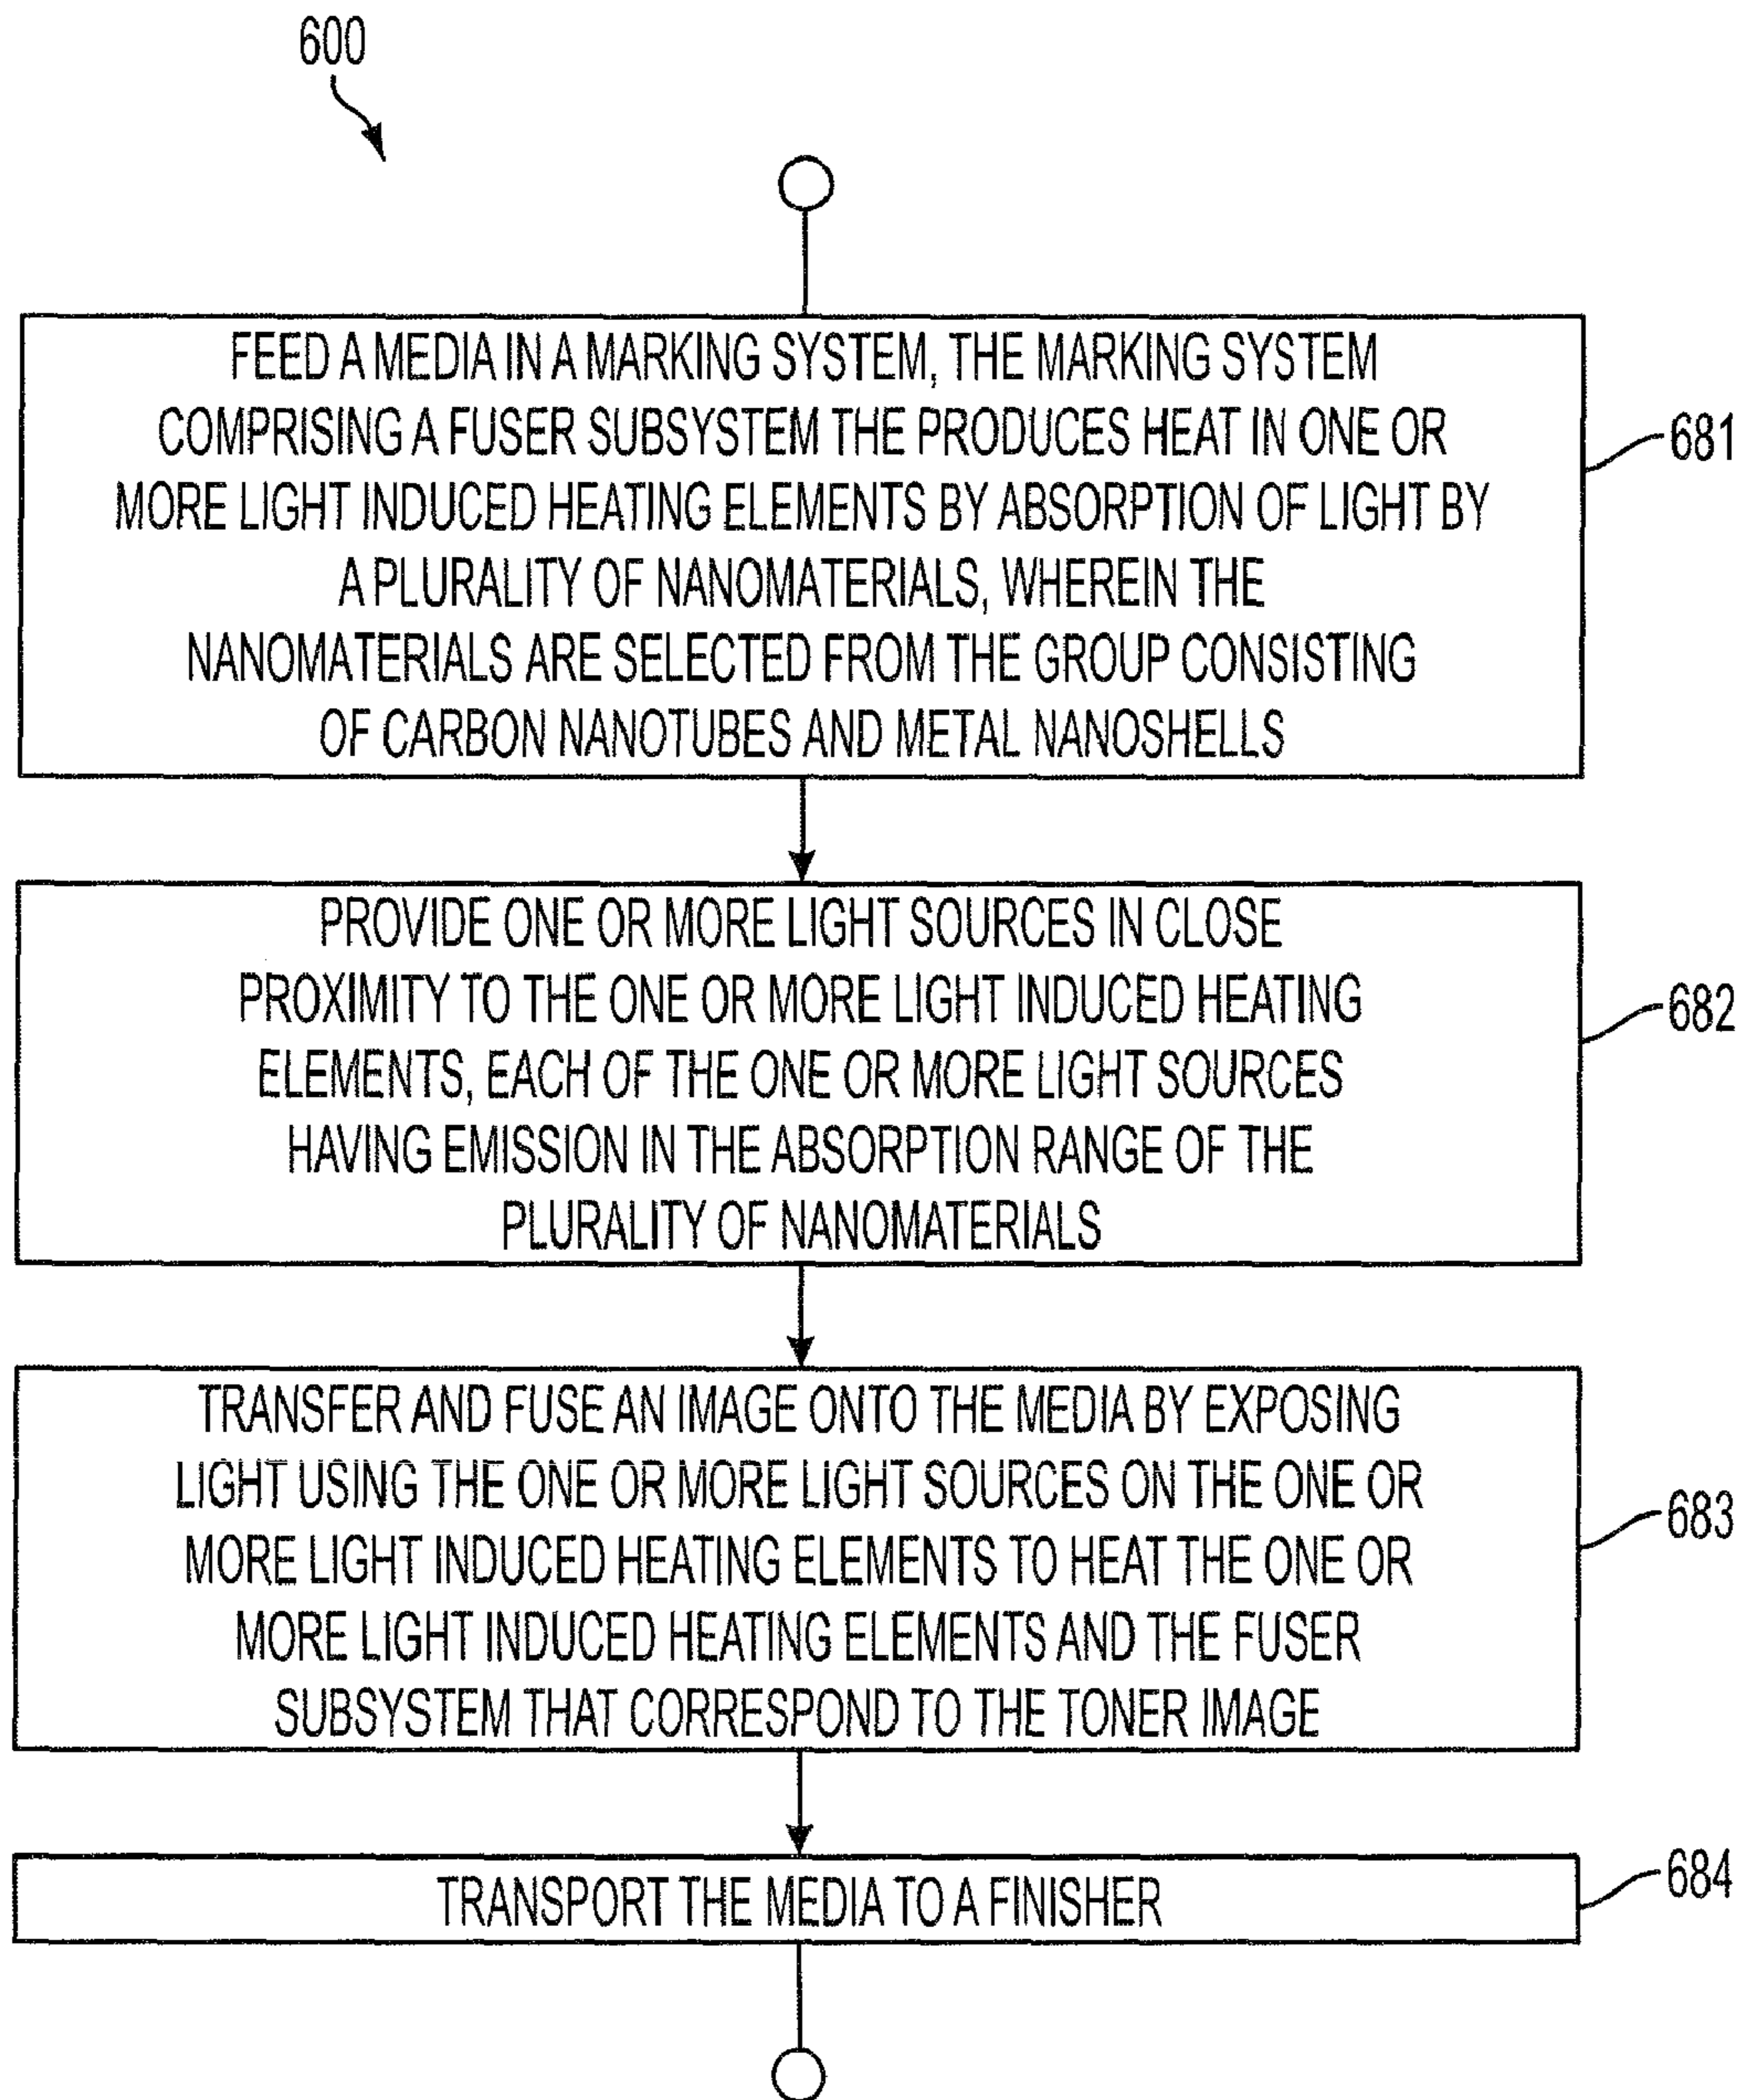 600
FEED A MEDIA IN A MARKING SYSTEM, THE MARKING SYSTEM
COMPRISING A FUSER SUBSYSTEM THE PRODUCES HEAT IN ONE OR
MORE LIGHT INDUCED HEATING ELEMENTS BY ABSORPTION OF LIGHT BY
A PLURALITY OF NANOMATERIALS, WHEREIN THE
NANOMATERIALS ARE SELECTED FROM THE GROUP CONSISTING
OF CARBON NANOTUBES AND METAL NANOSHELLS
681
PROVIDE ONE OR MORE LIGHT SOURCES IN CLOSE
PROXIMITY TO THE ONE OR MORE LIGHT INDUCED HEATING
ELEMENTS, EACH OF THE ONE OR MORE LIGHT SOURCES
HAVING EMISSION IN THE ABSORPTION RANGE OF THE
PLURALITY OF NANOMATERIALS
682
TRANSFER AND FUSE AN IMAGE ONTO THE MEDIA BY EXPOSING
LIGHT USING THE ONE OR MORE LIGHT SOURCES ON THE ONE OR
MORE LIGHT INDUCED HEATING ELEMENTS TO HEAT THE ONE OR
MORE LIGHT INDUCED HEATING ELEMENTS AND THE FUSER
SUBSYSTEM THAT CORRESPOND TO THE TONER IMAGE
683
TRANSPORT THE MEDIA TO A FINISHER
684